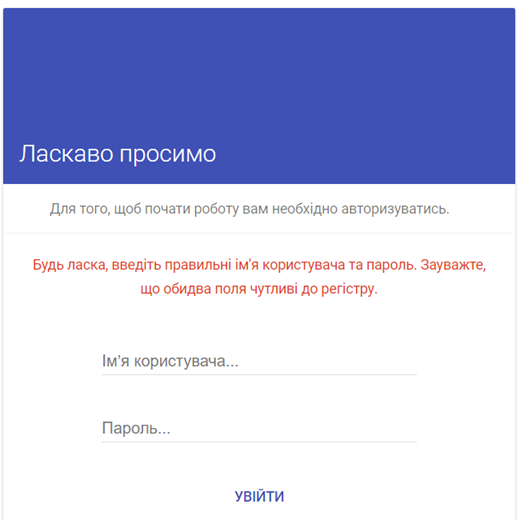 Ласкаво просимо
Для того, щоб почати роботу вам необхідно авторизуватись.
Будь ласка, введіть правильні ім'я користувача та пароль. Зауважте,
що обидва поля чутливі до регістру.
Ім'я користувача...
Пароль...
УВІЙТИ